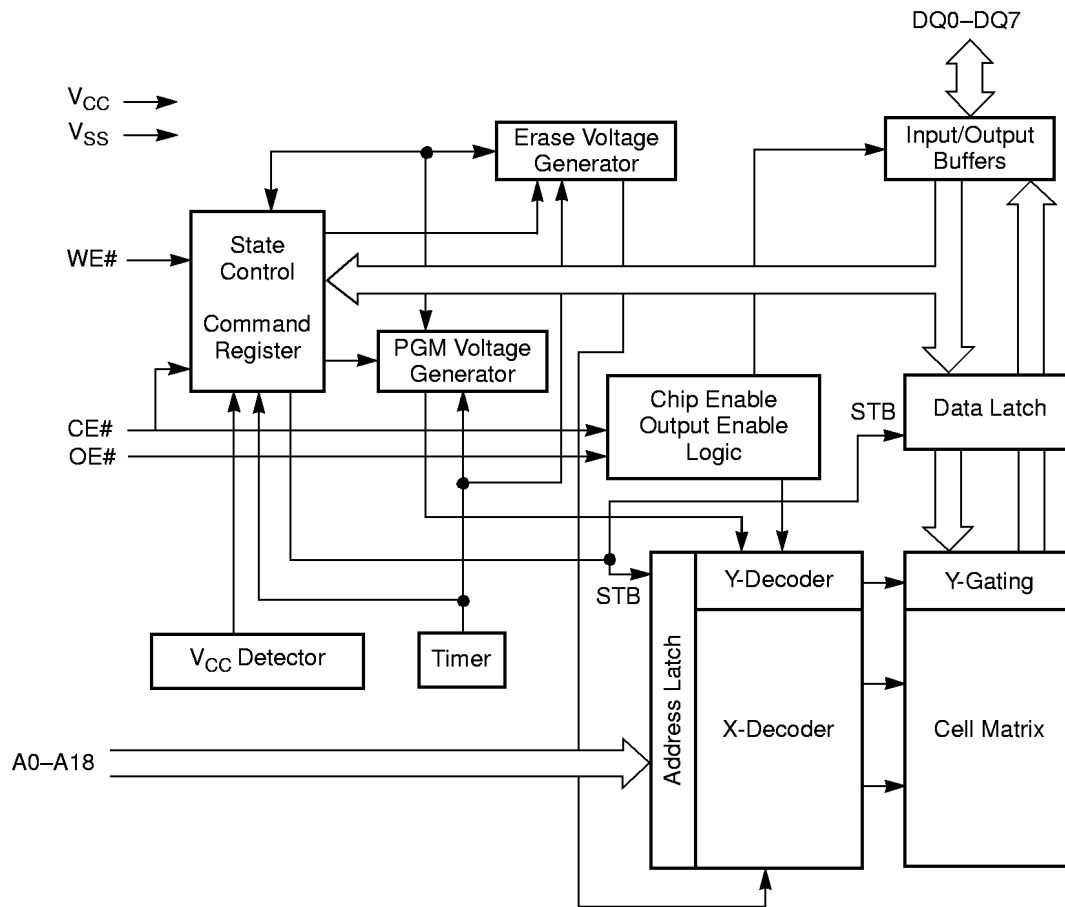 DQ0–DQ7
VCC
VSS
Erase Voltage
Generator
Input/Output
Buffers
WE#
State
Control
Command
Register
PGM Voltage
Generator
Chip Enable
Output Enable
Logic
STB
Data Latch
CE#
OE#
STB
Y-Decoder
Y-Gating
VCC Detector
Timer
Address Latch
X-Decoder
Cell Matrix
A0–A18